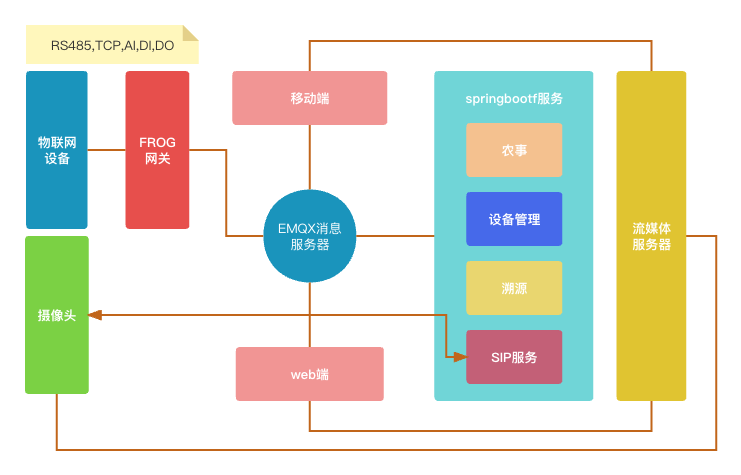 RS485,TCP,AI,DI,DO
物联网
设备
FROG
网关
移动端
springbootf服务
农事
设备管理
溯源
SIP服务
EMQX消息
服务器
流媒体
服务器
摄像头
web端